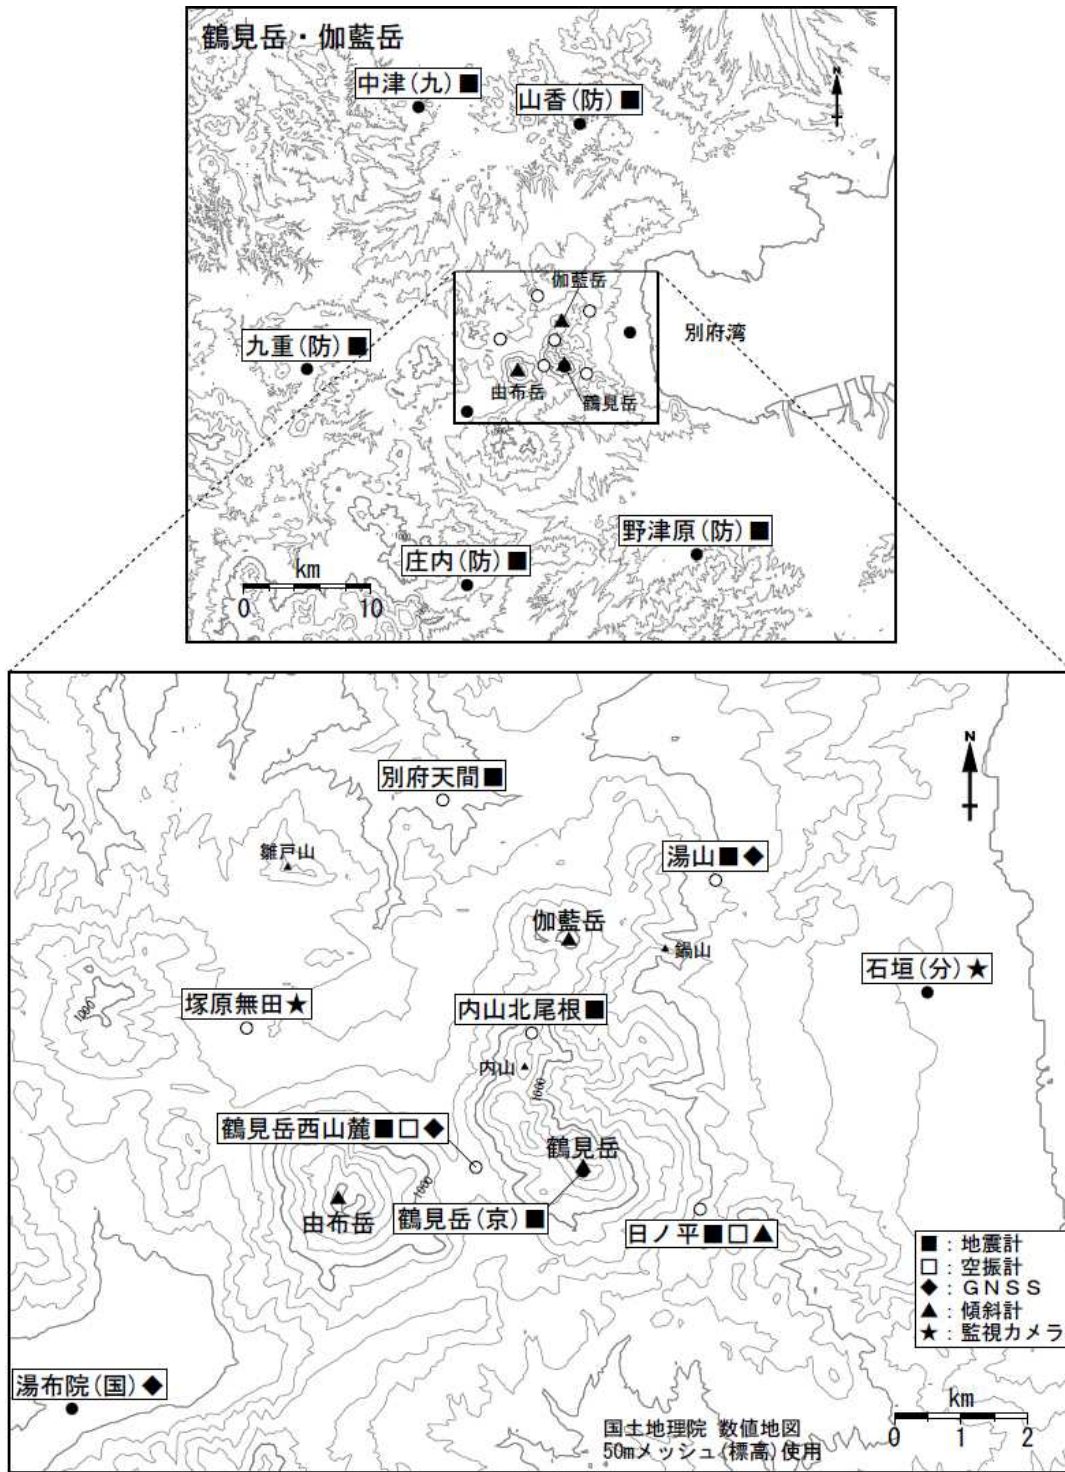 鶴見岳・伽藍岳
中津(九)■
山香(防)■
N
伽藍岳
別府湾
九重(防)■
由布岳
鶴見岳
野津原(防)■
庄内(防)■
km
0 10
別府天間■
N
雛戸山
湯山■◆
伽藍岳
鍋山
石垣(分)★
塚原無田★
内山北尾根■
1000
内山
1000
鶴見岳西山麓■□◆
鶴見岳
1000
鶴見岳(京)■
由布岳
日ノ平■□▲
■：地震計
□：空振計
◆：ＧＮＳＳ
▲：傾斜計
★：監視カメラ
湯布院(国)◆
km
0 1 2
国土地理院 数値地図
50mメッシュ(標高)使用